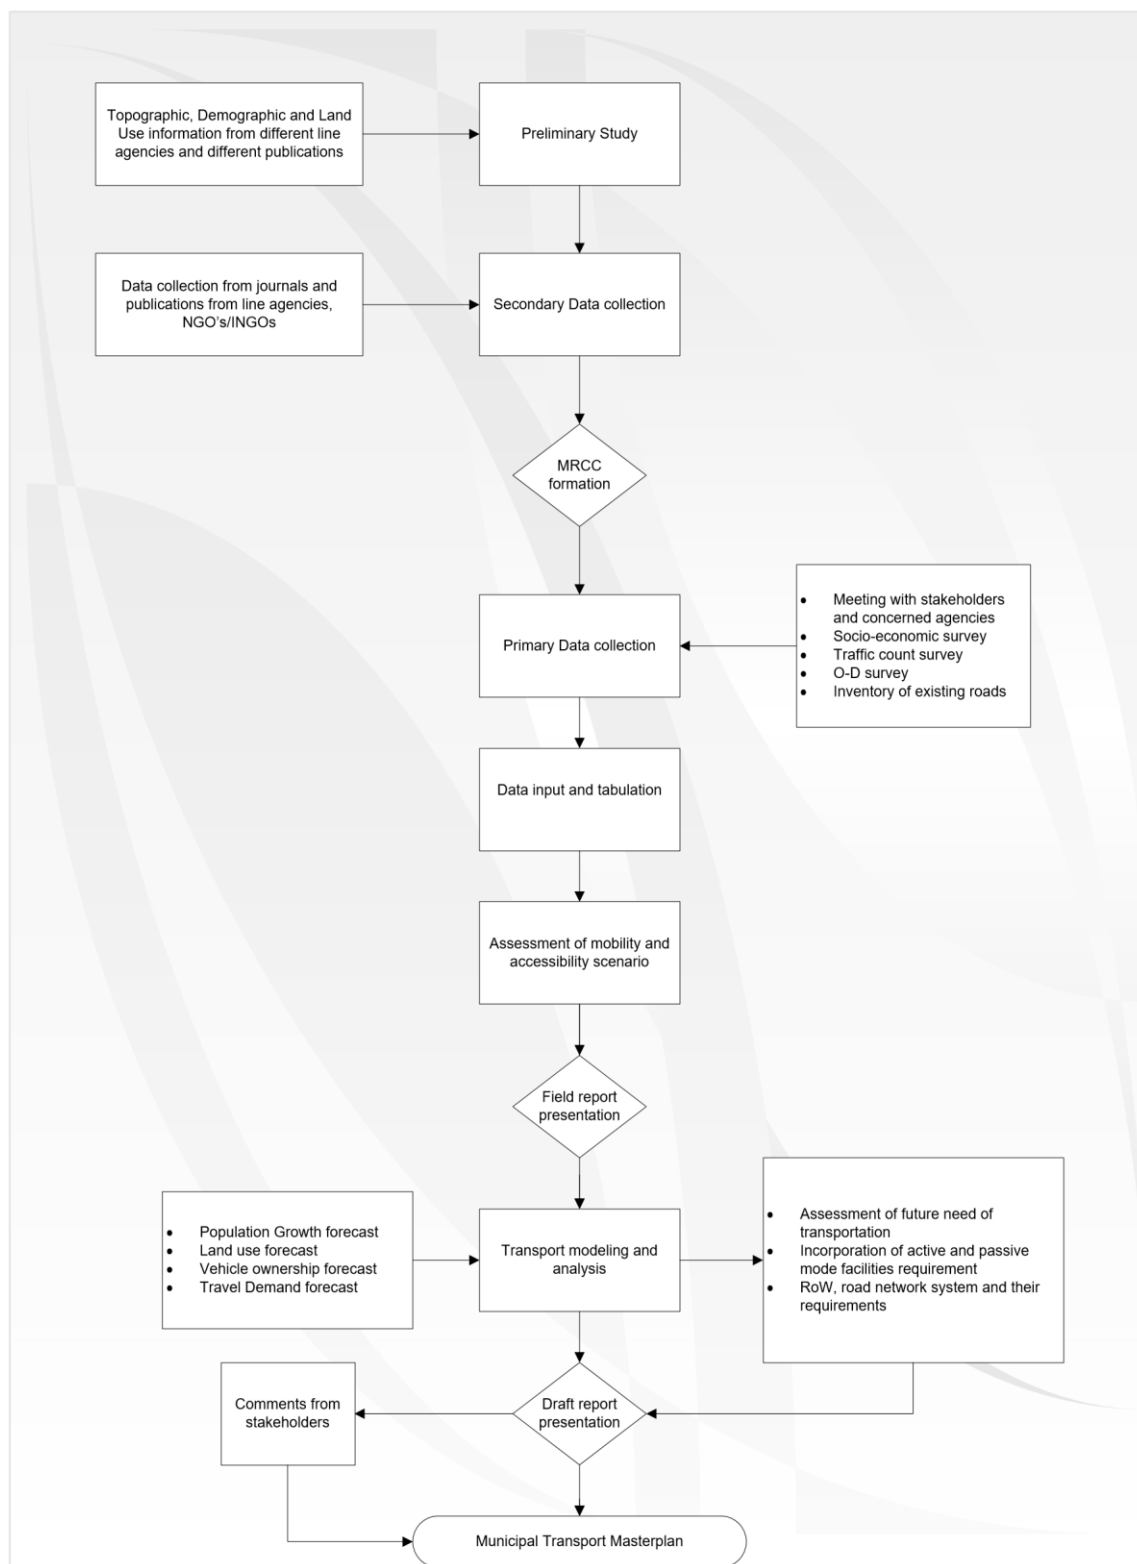 Topographic, Demographic and Land
Use information from different line
agencies and different publications
Preliminary Study
Data collection from journals and
publications from line agencies,
NGO's/INGOs
Secondary Data collection
MRCC
formation
Primary Data collection
• Meeting with stakeholders
and concerned agencies
• Socio-economic survey
• Traffic count survey
• O-D survey
• Inventory of existing roads
Data input and tabulation
Assessment of mobility and
accessibility scenario
Field report
presentation
• Population Growth forecast
• Land use forecast
• Vehicle ownership forecast
• Travel Demand forecast
Transport modeling and
analysis
• Assessment of future need of
transportation
• Incorporation of active and passive
mode facilities requirement
• RoW, road network system and their
requirements
Comments from
stakeholders
Draft report
presentation
Municipal Transport Masterplan